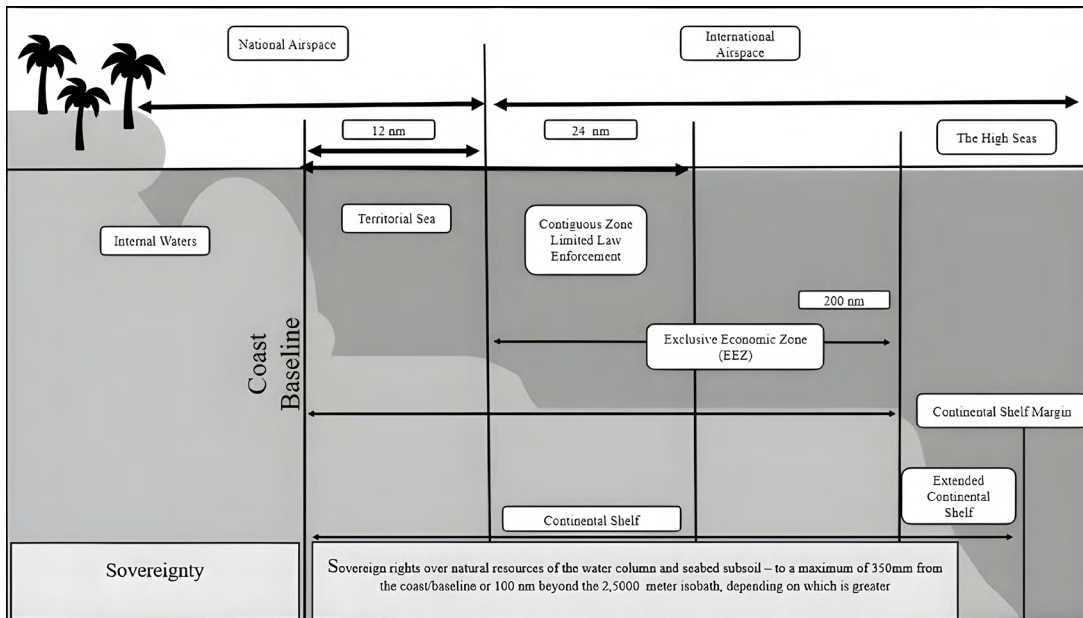 National Airspace
International
Airspace
12 nm
24 nm
The High Seas
Territorial Sea
Contiguous Zone
Limited Law
Enforcement
Internal Waters
200 nm
Exclusive Economic Zone
(EEZ)
Coast
Baseline
Continental Shelf Margin
Extended
Continental
Shelf
Continental Shelf
Sovereignty
Sovereign rights over natural resources of the water column and seabed subsoil – to a maximum of 350mm from
the coast/baseline or 100 nm beyond the 2,5000 meter isobath, depending on which is greater